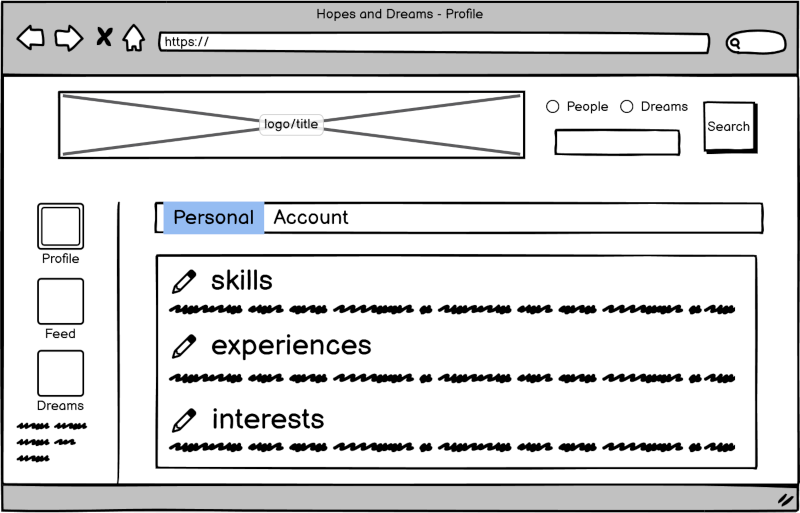 Hopes and Dreams - Profile
https://
logo/title
People Dreams
Search
Personal Account
Profile
Feed
Dreams
skills
experiences
interests